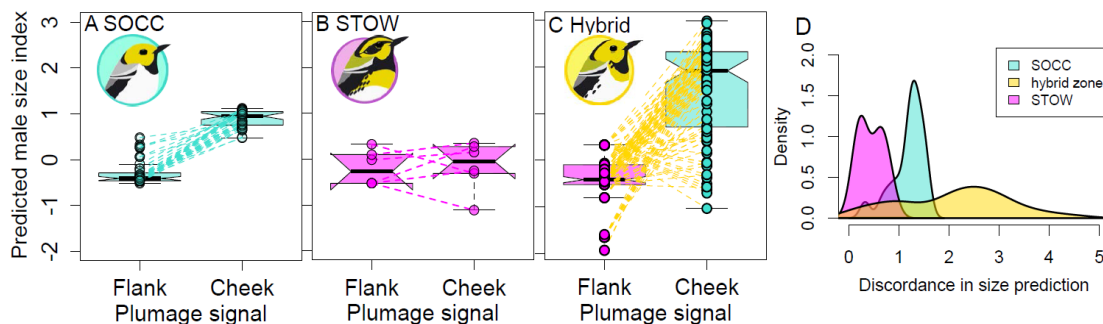 Predicted male size index
3
2
1
0
-1
-2
A SOCC
Flank Cheek
Plumage signal
B STOW
Flank Cheek
Plumage signal
C Hybrid
Flank Cheek
Plumage signal
D
Density
2.0
1.5
1.0
0.5
0.0
SOCC
hybrid zone
STOW
0 1 2 3 4 5
Discordance in size prediction